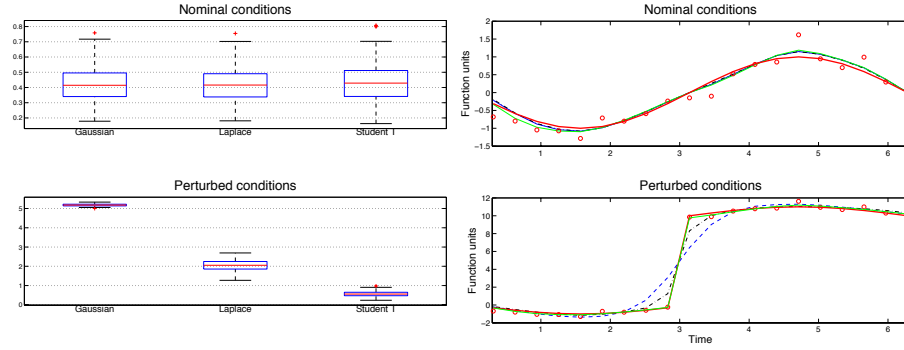 Nominal conditions
0.8
0.7
0.6
0.5
0.4
0.3
0.2
Gaussian Laplace Student T
Nominal conditions
Function units
2
1.5
1
0.5
0
-0.5
-1
-1.5
1 2 3 4 5 6
Perturbed conditions
5
4
3
2
1
0
Gaussian Laplace Student T
Perturbed conditions
Function units
12
10
8
6
4
2
0
−2
1 2 3 4 5 6
Time